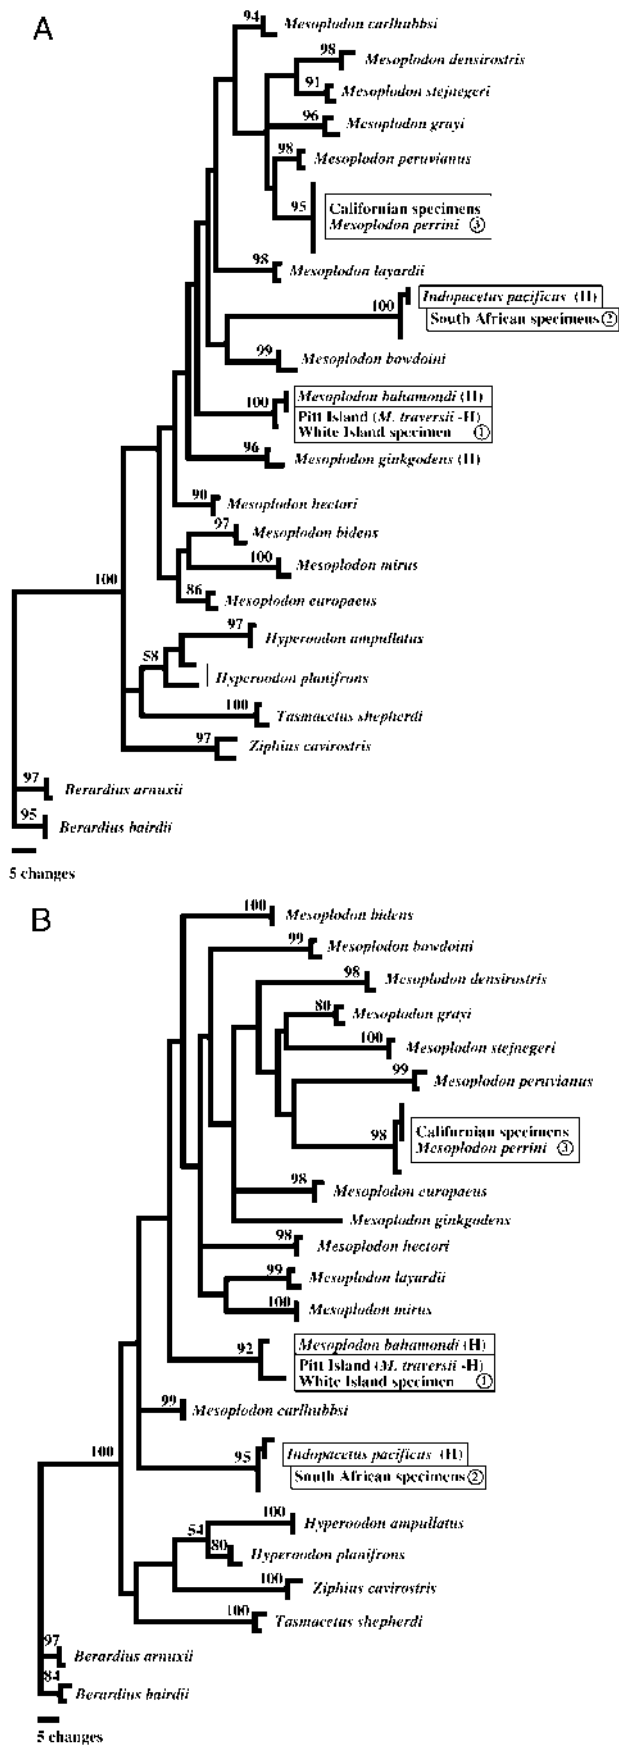 A
94 Mesoplodon carlhubbsi
98 Mesoplodon densirostris
91 Mesoplodon stejnegeri
96 Mesoplodon grayi
98 Mesoplodon peruvianus
95 Californian specimens
Mesoplodon perrini ③
98 Mesoplodon layardii
100 Indopacetus pacificus (H)
South African specimens ②
99 Mesoplodon bowdoini
100 Mesoplodon bahamondi (H)
Pitt Island (M. traversii -H)
White Island specimen ①
96 Mesoplodon ginkgodens (H)
90 Mesoplodon hectori
97 Mesoplodon bidens
100 Mesoplodon mirus
100
86 Mesoplodon europaeus
97 Hyperoodon ampullatus
58
Hyperoodon planifrons
100 Tasmacetus shepherdi
97 Ziphius cavirostris
97 Berardius arnuxii
95 Berardius bairdii
5 changes
B
100 Mesoplodon bidens
99 Mesoplodon bowdoini
98 Mesoplodon densirostris
80 Mesoplodon grayi
100 Mesoplodon stejnegeri
99 Mesoplodon peruvianus
98 Californian specimens
Mesoplodon perrini ③
98 Mesoplodon europaeus
Mesoplodon ginkgodens
98 Mesoplodon hectori
99 Mesoplodon layardii
100 Mesoplodon mirus
92 Mesoplodon bahamondi (H)
Pitt Island (M. traversii -H)
White Island specimen ①
99 Mesoplodon carlhubbsi
100
95 Indopacetus pacificus (H)
South African specimens ②
100 Hyperoodon ampullatus
54
80 Hyperoodon planifrons
100 Ziphius cavirostris
100 Tasmacetus shepherdi
97 Berardius arnuxii
84 Berardius bairdii
5 changes